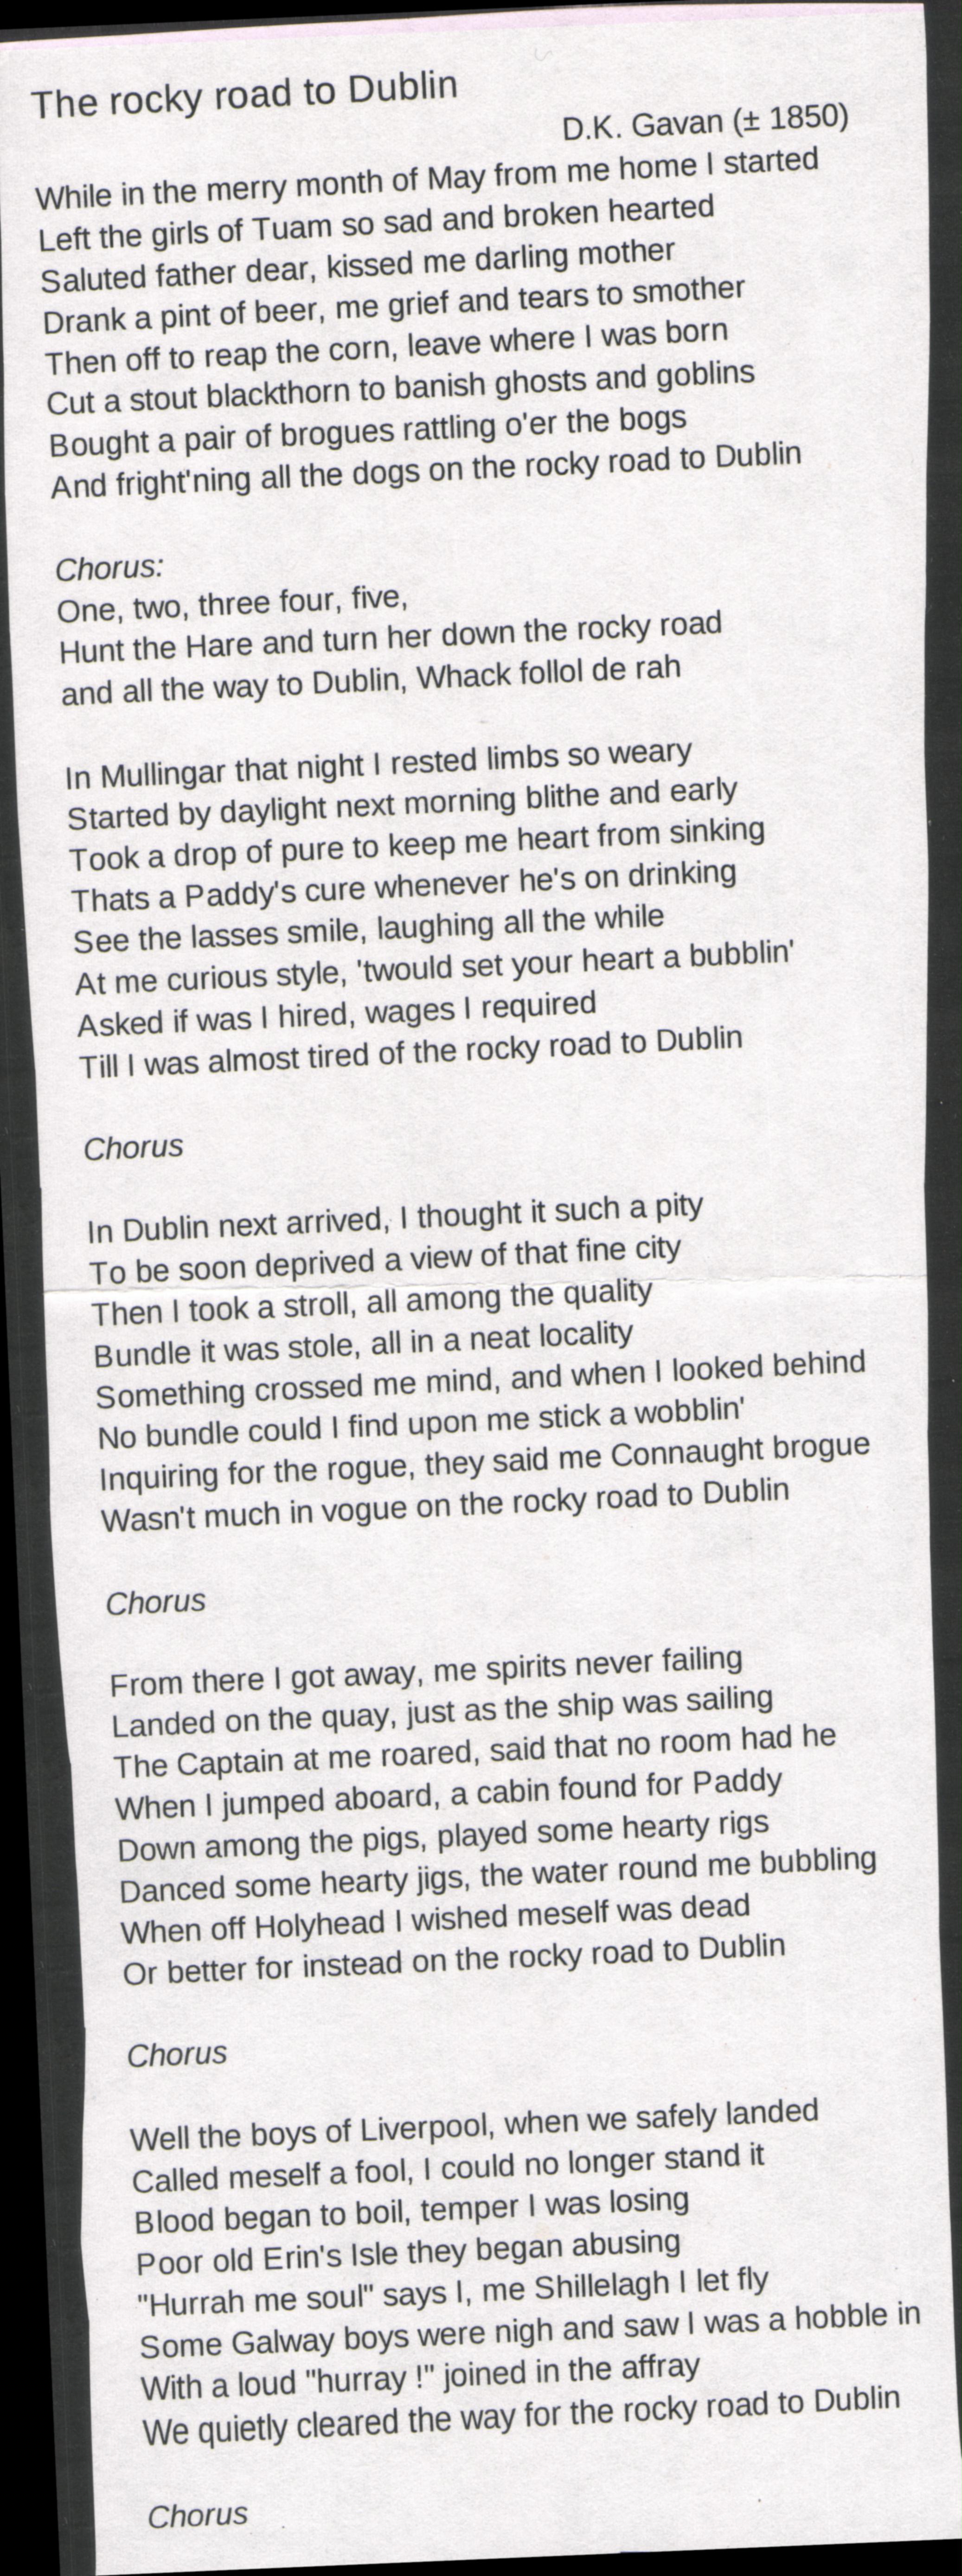 The rocky road to Dublin
D.K. Gavan (± 1850)
While in the merry month of May from me home I started
Left the girls of Tuam so sad and broken hearted
Saluted father dear, kissed me darling mother
Drank a pint of beer, me grief and tears to smother
Then off to reap the corn, leave where I was born
Cut a stout blackthorn to banish ghosts and goblins
Bought a pair of brogues rattling o'er the bogs
And fright'ning all the dogs on the rocky road to Dublin
Chorus:
One, two, three four, five,
Hunt the Hare and turn her down the rocky road
and all the way to Dublin, Whack follol de rah
In Mullingar that night I rested limbs so weary
Started by daylight next morning blithe and early
Took a drop of pure to keep me heart from sinking
Thats a Paddy's cure whenever he's on drinking
See the lasses smile, laughing all the while
At me curious style, 'twould set your heart a bubblin'
Asked if was I hired, wages I required
Till I was almost tired of the rocky road to Dublin
Chorus
In Dublin next arrived, I thought it such a pity
To be soon deprived a view of that fine city
Then I took a stroll, all among the quality
Bundle it was stole, all in a neat locality
Something crossed me mind, and when I looked behind
No bundle could I find upon me stick a wobblin'
Inquiring for the rogue, they said me Connaught brogue
Wasn't much in vogue on the rocky road to Dublin
Chorus
From there I got away, me spirits never failing
Landed on the quay, just as the ship was sailing
The Captain at me roared, said that no room had he
When I jumped aboard, a cabin found for Paddy
Down among the pigs, played some hearty rigs
Danced some hearty jigs, the water round me bubbling
When off Holyhead I wished meself was dead
Or better for instead on the rocky road to Dublin
Chorus
Well the boys of Liverpool, when we safely landed
Called meself a fool, I could no longer stand it
Blood began to boil, temper I was losing
Poor old Erin's Isle they began abusing
"Hurrah me soul" says I, me Shillelagh I let fly
Some Galway boys were nigh and saw I was a hobble in
With a loud "hurray !" joined in the affray
We quietly cleared the way for the rocky road to Dublin
Chorus